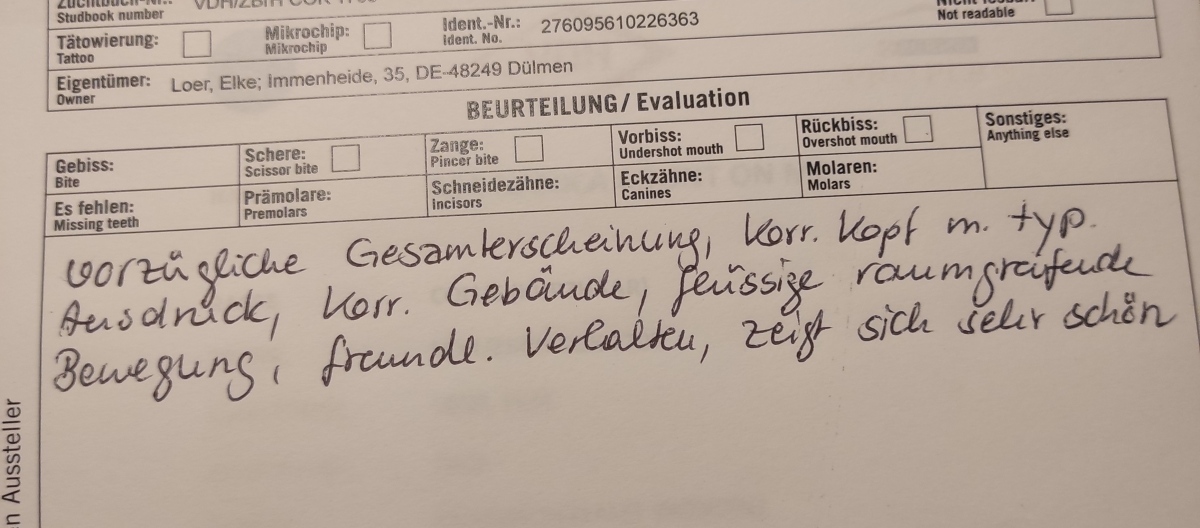 Studbook number
Tätowierung:
Tattoo
Mikrochip:
Mikrochip
Ident.-Nr.: 276095610226363
Ident. No.
Not readable
Eigentümer: Loer, Elke; Immenheide, 35, DE-48249 Dülmen
Owner
BEURTEILUNG / Evaluation
Gebiss:
Bite
Schere:
Scissor bite
Zange:
Pincer bite
Vorbiss:
Undershot mouth
Rückbiss:
Overshot mouth
Sonstiges:
Anything else
Es fehlen:
Missing teeth
Prämolare:
Premolars
Schneidezähne:
Incisors
Eckzähne:
Canines
Molaren:
Molars
vorzügliche Gesamterscheinung, korr. Kopf m. typ.
Ausdruck, korr. Gebäude, flüssige raumgreifende
Bewegung, freundl. Verhalten, zeigt sich sehr schön
Aussteller